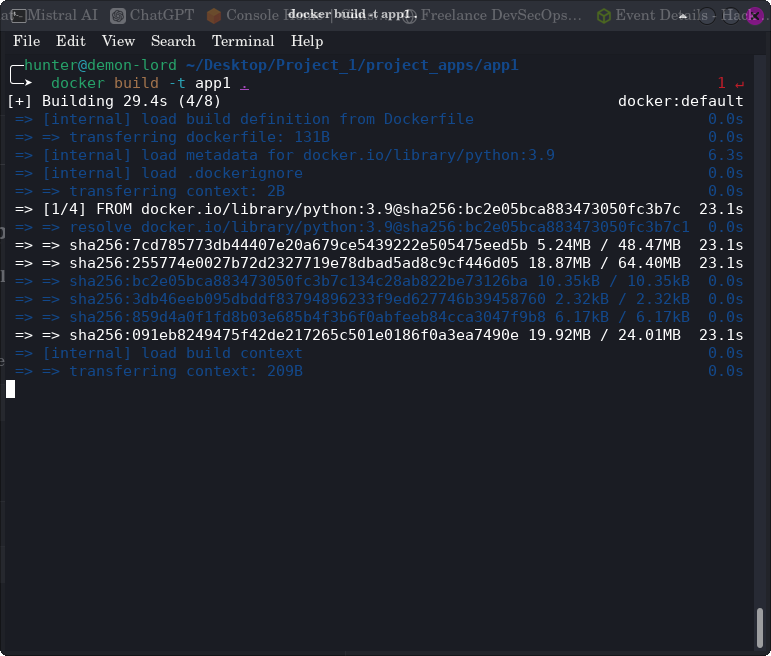 Mistral AI ChatGPT Console docker build -t app1 . Freelance DevSecOps... Event Details - Hack
File Edit View Search Terminal Help
hunter@demon-lord ~/Desktop/Project_1/project_apps/app1
docker build -t app1 . 1 ↵
[+] Building 29.4s (4/8) docker:default
=> [internal] load build definition from Dockerfile 0.0s
=> => transferring dockerfile: 131B 0.0s
=> [internal] load metadata for docker.io/library/python:3.9 6.3s
=> [internal] load .dockerignore 0.0s
=> => transferring context: 2B 0.0s
=> [1/4] FROM docker.io/library/python:3.9@sha256:bc2e05bca883473050fc3b7c 23.1s
=> => resolve docker.io/library/python:3.9@sha256:bc2e05bca883473050fc3b7c1 0.0s
=> => sha256:7cd785773db44407e20a679ce5439222e505475eed5b 5.24MB / 48.47MB 23.1s
=> => sha256:255774e0027b72d2327719e78dbad5ad8c9cf446d05 18.87MB / 64.40MB 23.1s
=> => sha256:bc2e05bca883473050fc3b7c134c28ab822be73126ba 10.35kB / 10.35kB 0.0s
=> => sha256:3db46eeb095dbddf83794896233f9ed627746b39458760 2.32kB / 2.32kB 0.0s
=> => sha256:859d4a0f1fd8b03e685b4f3b6f0abfeeb84cca3047f9b8 6.17kB / 6.17kB 0.0s
=> => sha256:091eb8249475f42de217265c501e0186f0a3ea7490e 19.92MB / 24.01MB 23.1s
=> [internal] load build context 0.0s
=> => transferring context: 209B 0.0s